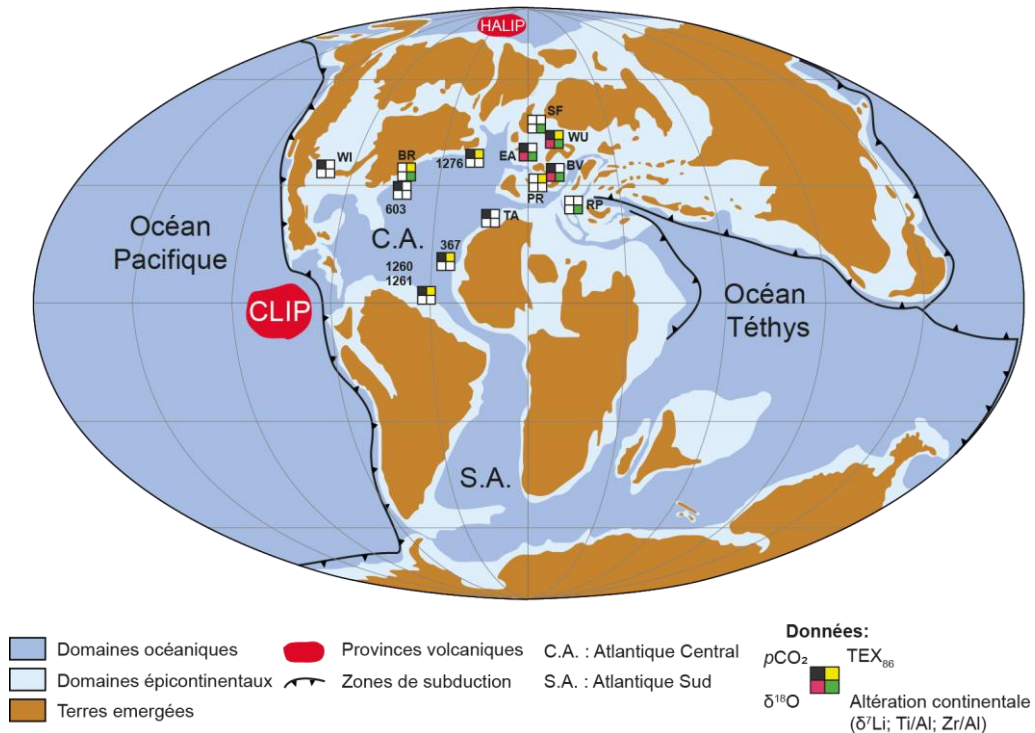 HALIP
SF
WU
EA
BV
1276
BR
WI
PR
RP
603
TA
Océan
Pacifique
C.A.
367
1260
1261
CLIP
Océan
Téthys
S.A.
Domaines océaniques
Domaines épicontinentaux
Terres emergées
Provinces volcaniques
Zones de subduction
C.A. : Atlantique Central
S.A. : Atlantique Sud
Données:
pCO₂
TEX₈₆
δ¹⁸O
Altération continentale
(δ⁷Li; Ti/Al; Zr/Al)